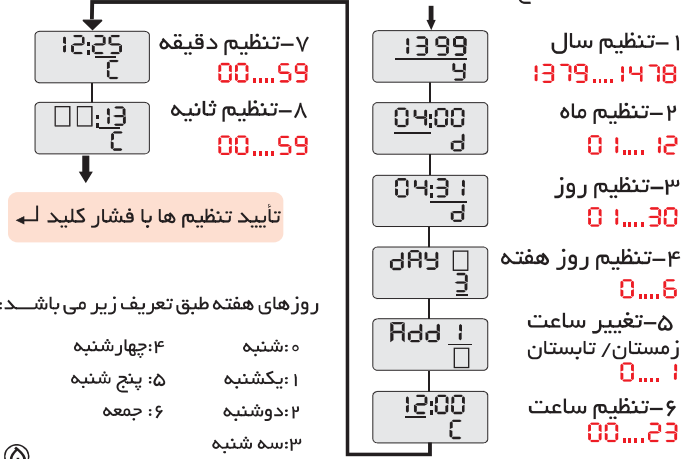 ۱–تنظیم سال
1399
y
1379....1478
۲–تنظیم ماه
04:00
d
01....12
۳–تنظیم روز
04:31
d
01....30
۴–تنظیم روز هفته
dAY
3
0....6
۵–تغییر ساعت
زمستان/ تابستان
Add 1
0.... 1
۶–تنظیم ساعت
12:00
C
00....23
۷–تنظیم دقیقه
12:25
C
00....59
۸–تنظیم ثانیه
:13
C
00....59
تأیید تنظیم ها با فشار کلید
روزهای هفته طبق تعریف زیر می باشــد:
۰:شنبه
۱:یکشنبه
۲:دوشنبه
۳:سه شنبه
۴:چهارشنبه
۵: پنج شنبه
۶: جمعه
۵